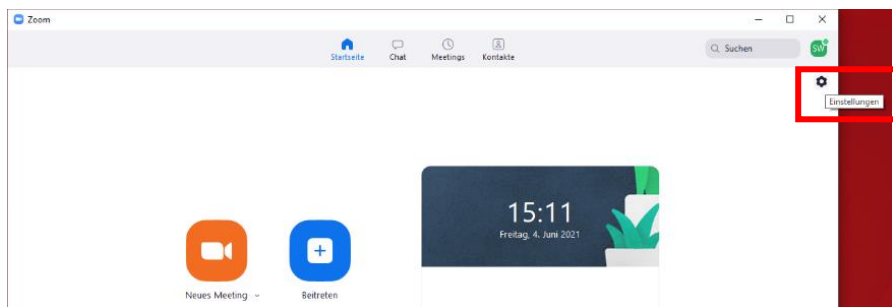 Zoom
Startseite
Chat
Meetings
Kontakte
Suchen
SW
Einstellungen
15:11
Freitag, 4. Juni 2021
Neues Meeting
Beitreten